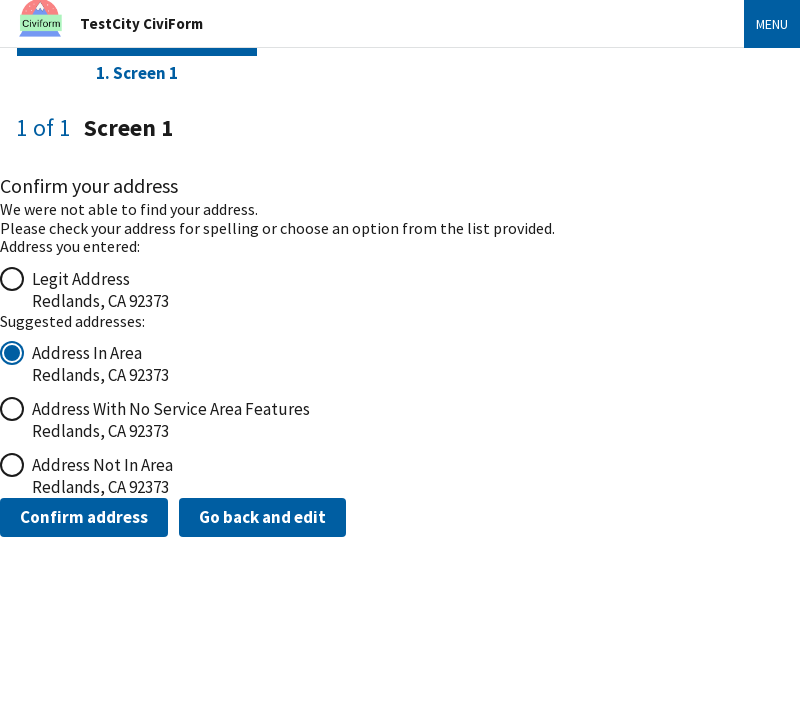 Civiform
TestCity CiviForm
MENU
1. Screen 1
1 of 1 Screen 1
Confirm your address
We were not able to find your address.
Please check your address for spelling or choose an option from the list provided.
Address you entered:
Legit Address
Redlands, CA 92373
Suggested addresses:
Address In Area
Redlands, CA 92373
Address With No Service Area Features
Redlands, CA 92373
Address Not In Area
Redlands, CA 92373
Confirm address
Go back and edit